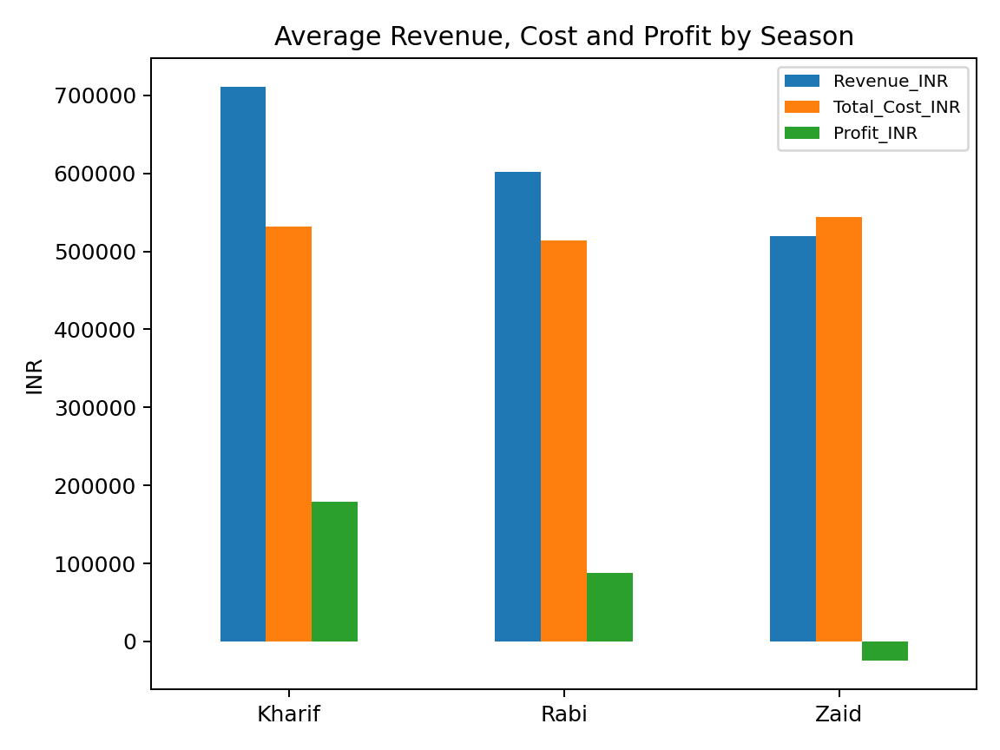 Average Revenue, Cost and Profit by Season
Revenue_INR
Total_Cost_INR
Profit_INR
700000
600000
500000
400000
300000
200000
100000
0
INR
Kharif
Rabi
Zaid